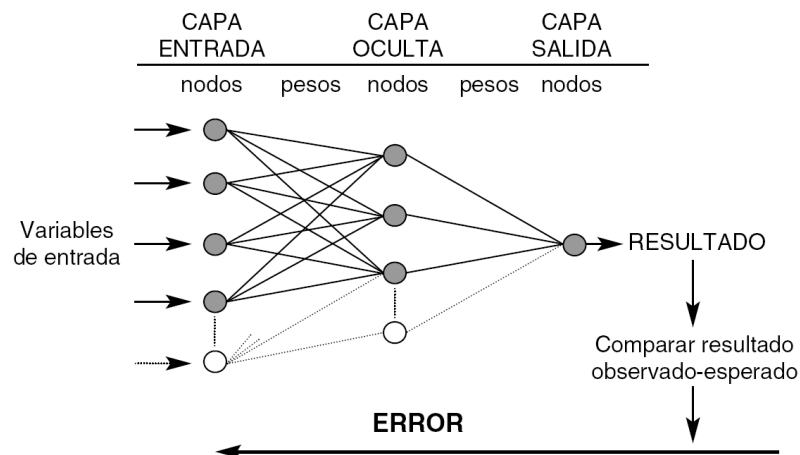 CAPA
ENTRADA
CAPA
OCULTA
CAPA
SALIDA
nodos pesos nodos pesos nodos
Variables
de entrada
RESULTADO
Comparar resultado
observado-esperado
ERROR